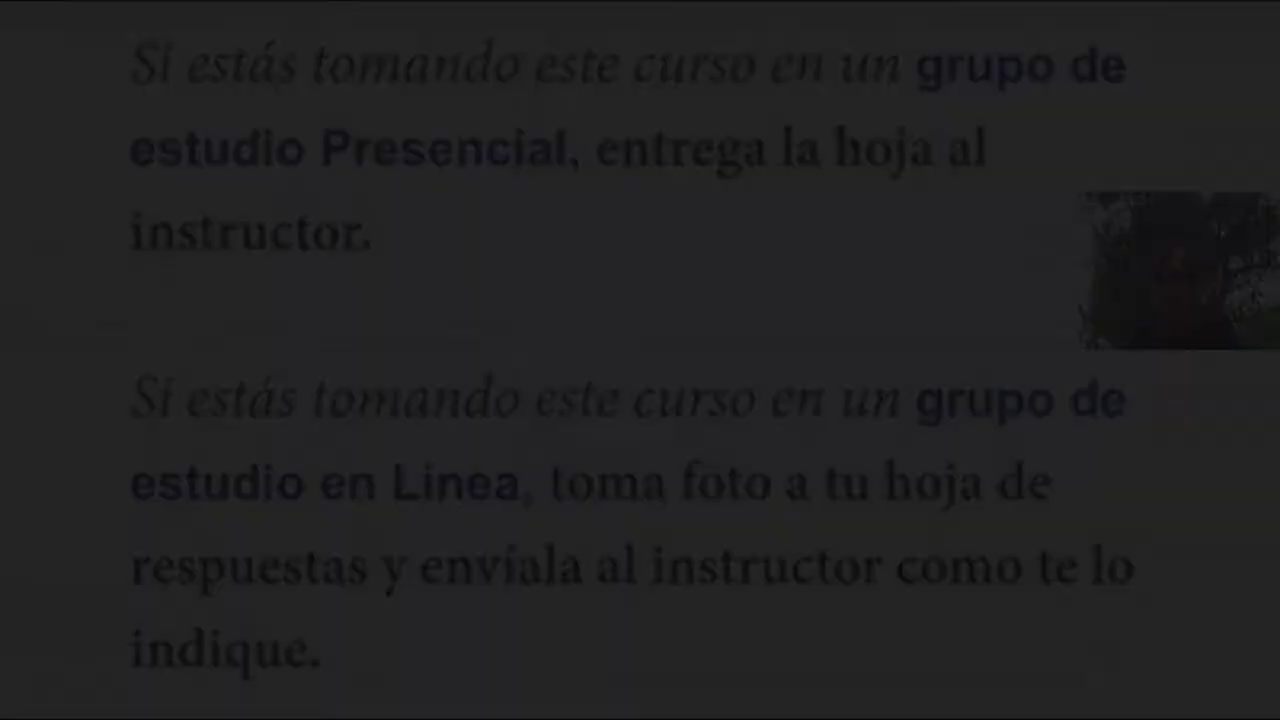 Si estás tomando este curso en un grupo de
estudio Presencial, entrega la hoja al
instructor.
Si estás tomando este curso en un grupo de
estudio en Linea, toma foto a tu hoja de
respuestas y envíala al instructor como te lo
indique.